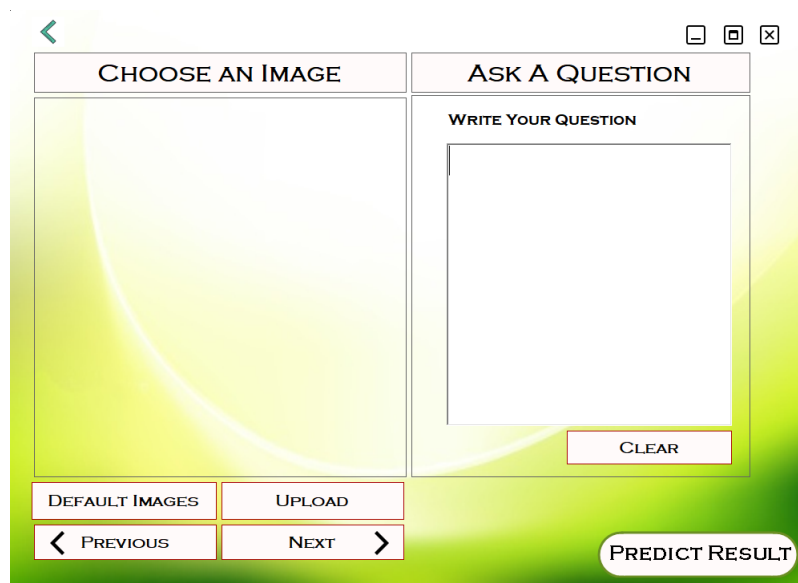 Choose an Image
Ask A Question
Write Your Question
Clear
Default Images
Upload
Previous
Next
Predict Result